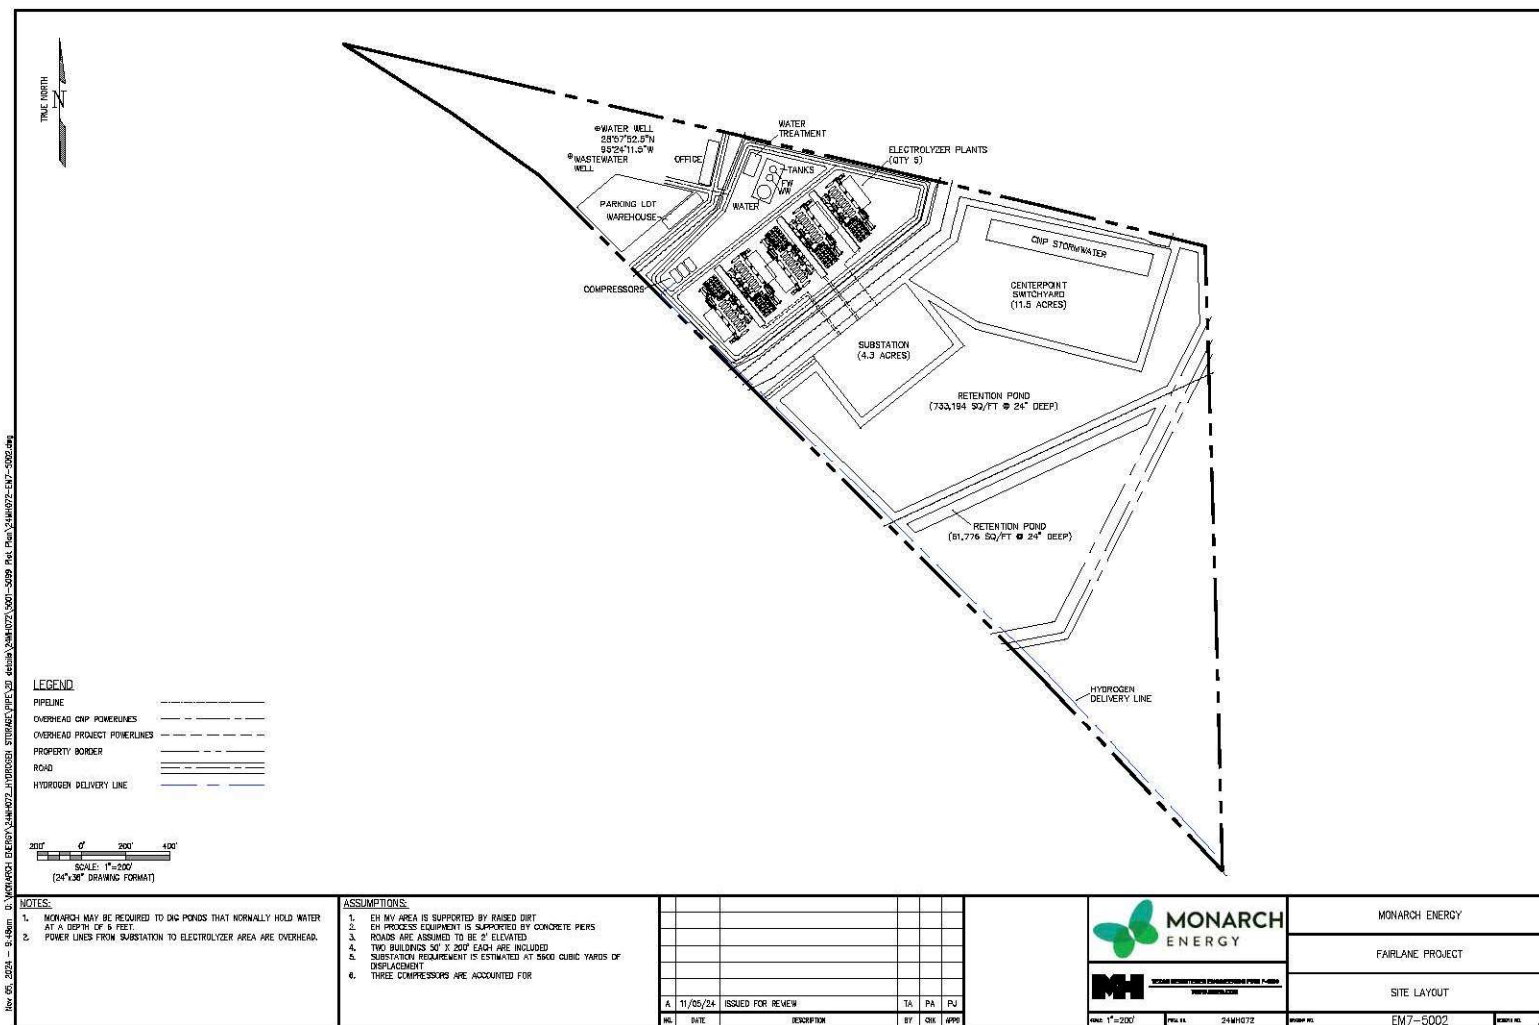 TRUE NORTH
N
WATER WELL
28°57'52.5"N
95°24'11.5"W
WASTEWATER
WELL
OFFICE
WATER
TREATMENT
TANKS
FW
WW
WATER
ELECTROLYZER PLANTS
(QTY 5)
PARKING LOT
WAREHOUSE
COMPRESSORS
CNP STORMWATER
CENTERPOINT
SWITCHYARD
(11.5 ACRES)
SUBSTATION
(4.3 ACRES)
RETENTION POND
(733,194 SQ/FT @ 24" DEEP)
RETENTION POND
(61,776 SQ/FT @ 24" DEEP)
HYDROGEN
DELIVERY LINE
LEGEND
PIPELINE
OVERHEAD CNP POWERLINES
OVERHEAD PROJECT POWERLINES
PROPERTY BORDER
ROAD
HYDROGEN DELIVERY LINE
200' 0' 200' 400'
SCALE: 1"=200'
(24"x36" DRAWING FORMAT)
NOTES:
1. MONARCH MAY BE REQUIRED TO DIG PONDS THAT NORMALLY HOLD WATER
AT A DEPTH OF 6 FEET.
2. POWER LINES FROM SUBSTATION TO ELECTROLYZER AREA ARE OVERHEAD.
ASSUMPTIONS:
1. EH MV AREA IS SUPPORTED BY RAISED DIRT
2. EH PROCESS EQUIPMENT IS SUPPORTED BY CONCRETE PIERS
3. ROADS ARE ASSUMED TO BE 2' ELEVATED
4. TWO BUILDINGS 50' X 200' EACH ARE INCLUDED
5. SUBSTATION REQUIREMENT IS ESTIMATED AT 5600 CUBIC YARDS OF
DISPLACEMENT
6. THREE COMPRESSORS ARE ACCOUNTED FOR
A 11/05/24 ISSUED FOR REVIEW TA PA PJ
NO. DATE DESCRIPTION BY CHK APPD
MONARCH
ENERGY
MH
MONARCH ENERGY
FAIRLANE PROJECT
SITE LAYOUT
SCALE: 1"=200'
24MH072
EM7-5002